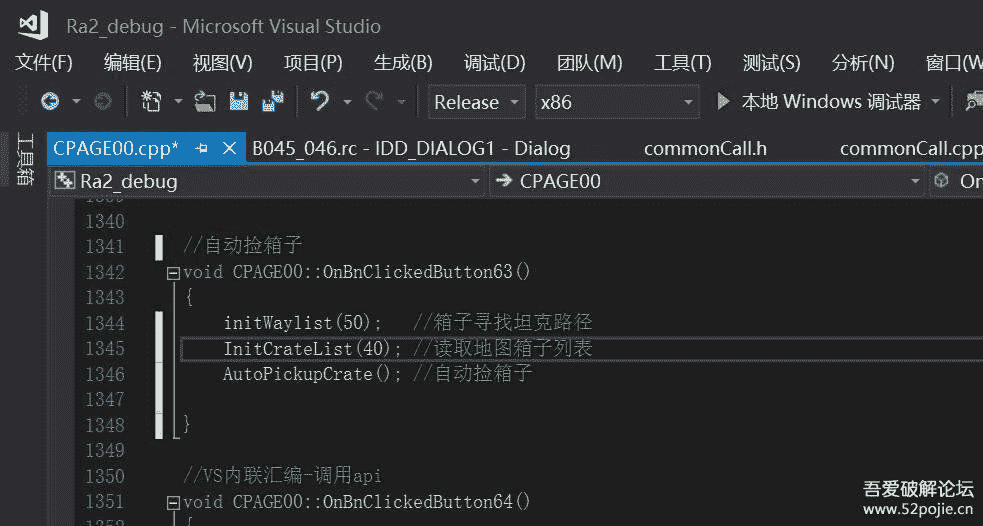 Ra2_debug - Microsoft Visual Studio
文件(F) 编辑(E) 视图(V) 项目(P) 生成(B) 调试(D) 团队(M) 工具(T) 测试(S) 分析(N) 窗口(W
Release x86 本地 Windows 调试器
工具箱
CPAGE00.cpp* B045_046.rc - IDD_DIALOG1 - Dialog commonCall.h commonCall.cpp
Ra2_debug CPAGE00 On
1339
1340
1341 //自动捡箱子
1342 void CPAGE00::OnBnClickedButton63()
1343 {
1344 initWaylist(50); //箱子寻找坦克路径
1345 InitCrateList(40); //读取地图箱子列表
1346 AutoPickupCrate(); //自动捡箱子
1347
1348 }
1349
1350 //VS内联汇编-调用api
1351 void CPAGE00::OnBnClickedButton64()
1352 {
吾爱破解论坛
www.52pojie.cn